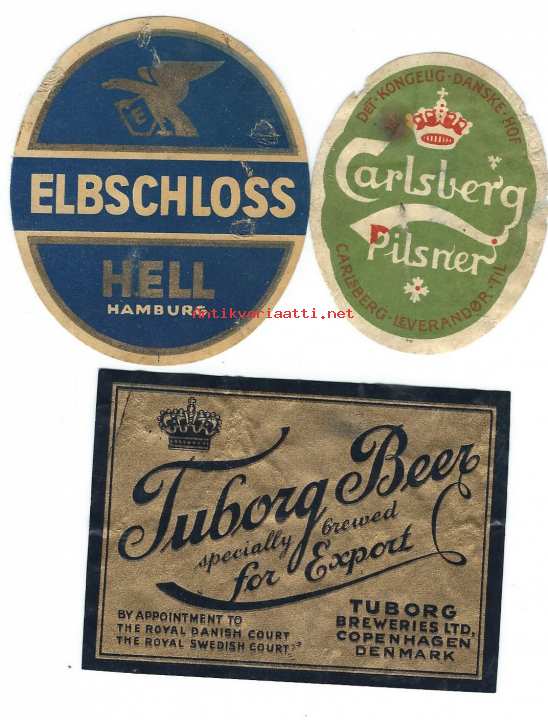 E
ELBSCHLOSS
HELL
HAMBURG
DET·KONGELIG·DANSKE·HOF
Carlsberg
Pilsner
CARLSBERG·LEVERANDØR·TIL
antikvariaatti.net
Tuborg Beer
specially brewed
for Export
BY APPOINTMENT TO
THE ROYAL DANISH COURT
THE ROYAL SWEDISH COURT
TUBORG
BREWERIES LTD,
COPENHAGEN
DENMARK